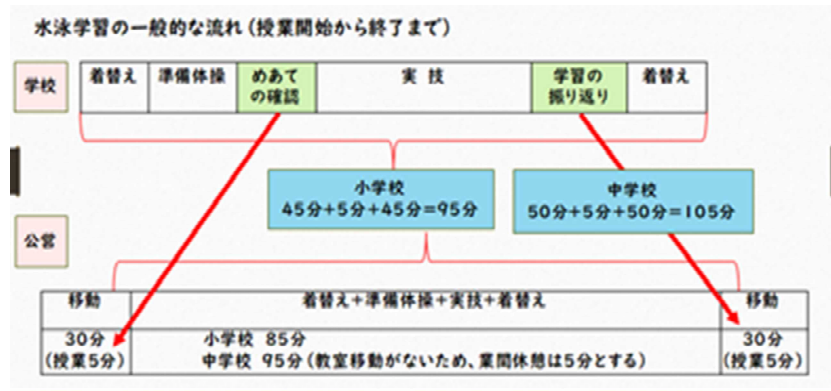 水泳学習の一般的な流れ(授業開始から終了まで)
学校
着替え
準備体操
めあて
の確認
実 技
学習の
振り返り
着替え
小学校
45分+5分+45分=95分
中学校
50分+5分+50分=105分
公営
移動
着替え+準備体操+実技+着替え
移動
30分
(授業5分)
小学校 85分
中学校 95分(教室移動がないため、業間休憩は5分とする)
30分
(授業5分)